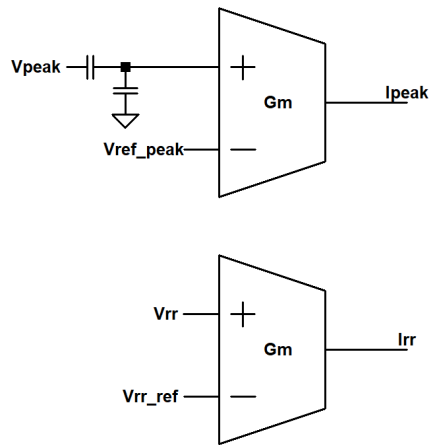 Vpeak
+
Gm
Ipeak
Vref_peak
−
Vrr
+
Gm
Irr
Vrr_ref
−